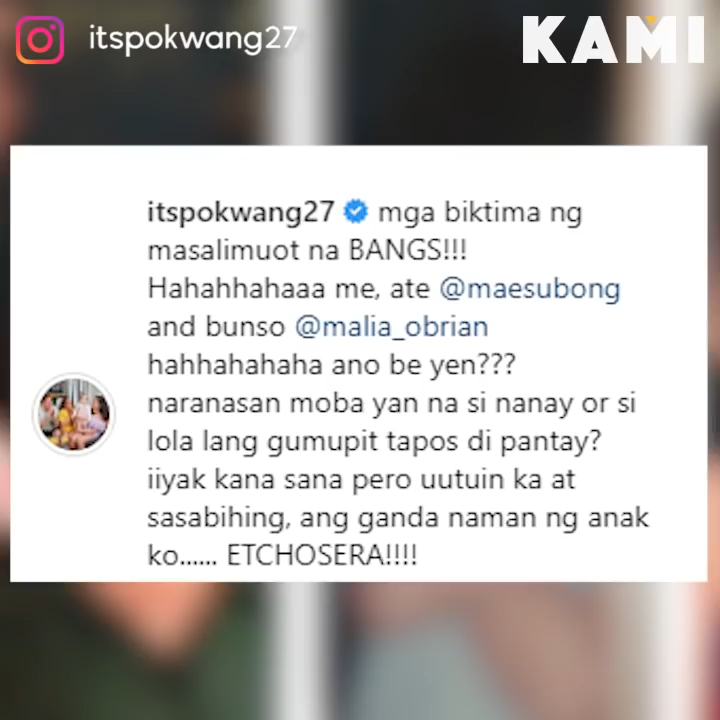 itspokwang27
KAMI
itspokwang27 mga biktima ng
masalimuot na BANGS!!!
Hahahhahaaa me, ate @maesubong
and bunso @malia_obrian
hahhahahaha ano be yen???
naranasan moba yan na si nanay or si
lola lang gumupit tapos di pantay?
iiyak kana sana pero uutuin ka at
sasabihing, ang ganda naman ng anak
ko...... ETCHOSERA!!!!